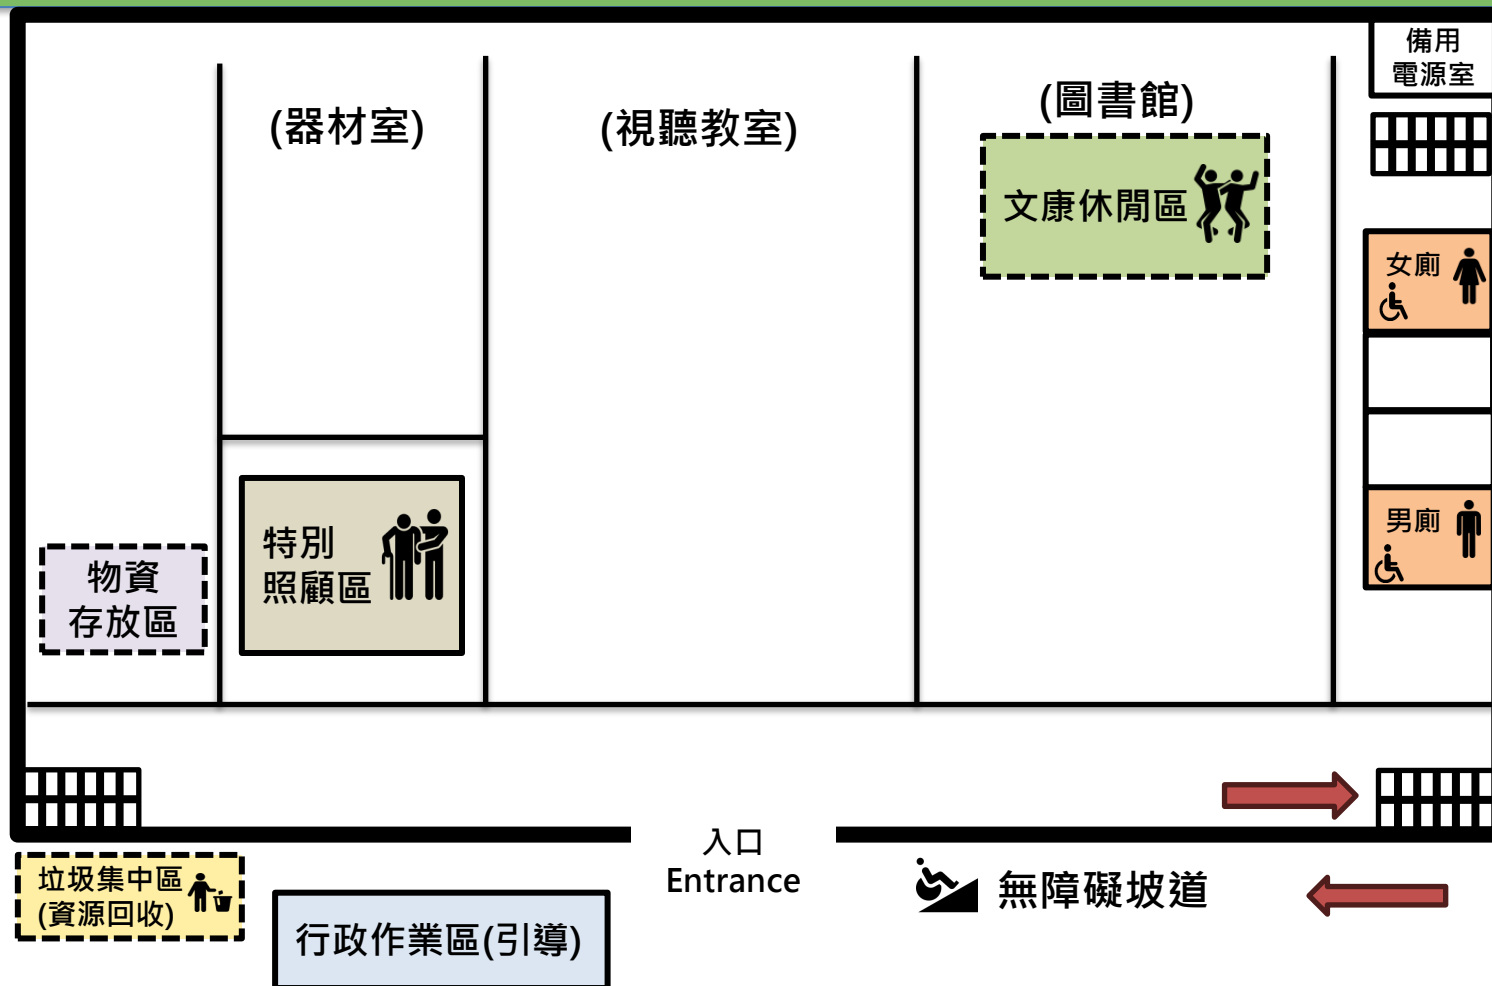 備用
電源室
(器材室)
(視聽教室)
(圖書館)
文康休閒區
女廁
男廁
特別
照顧區
物資
存放區
入口
Entrance
垃圾集中區
(資源回收)
無障礙坡道
行政作業區(引導)